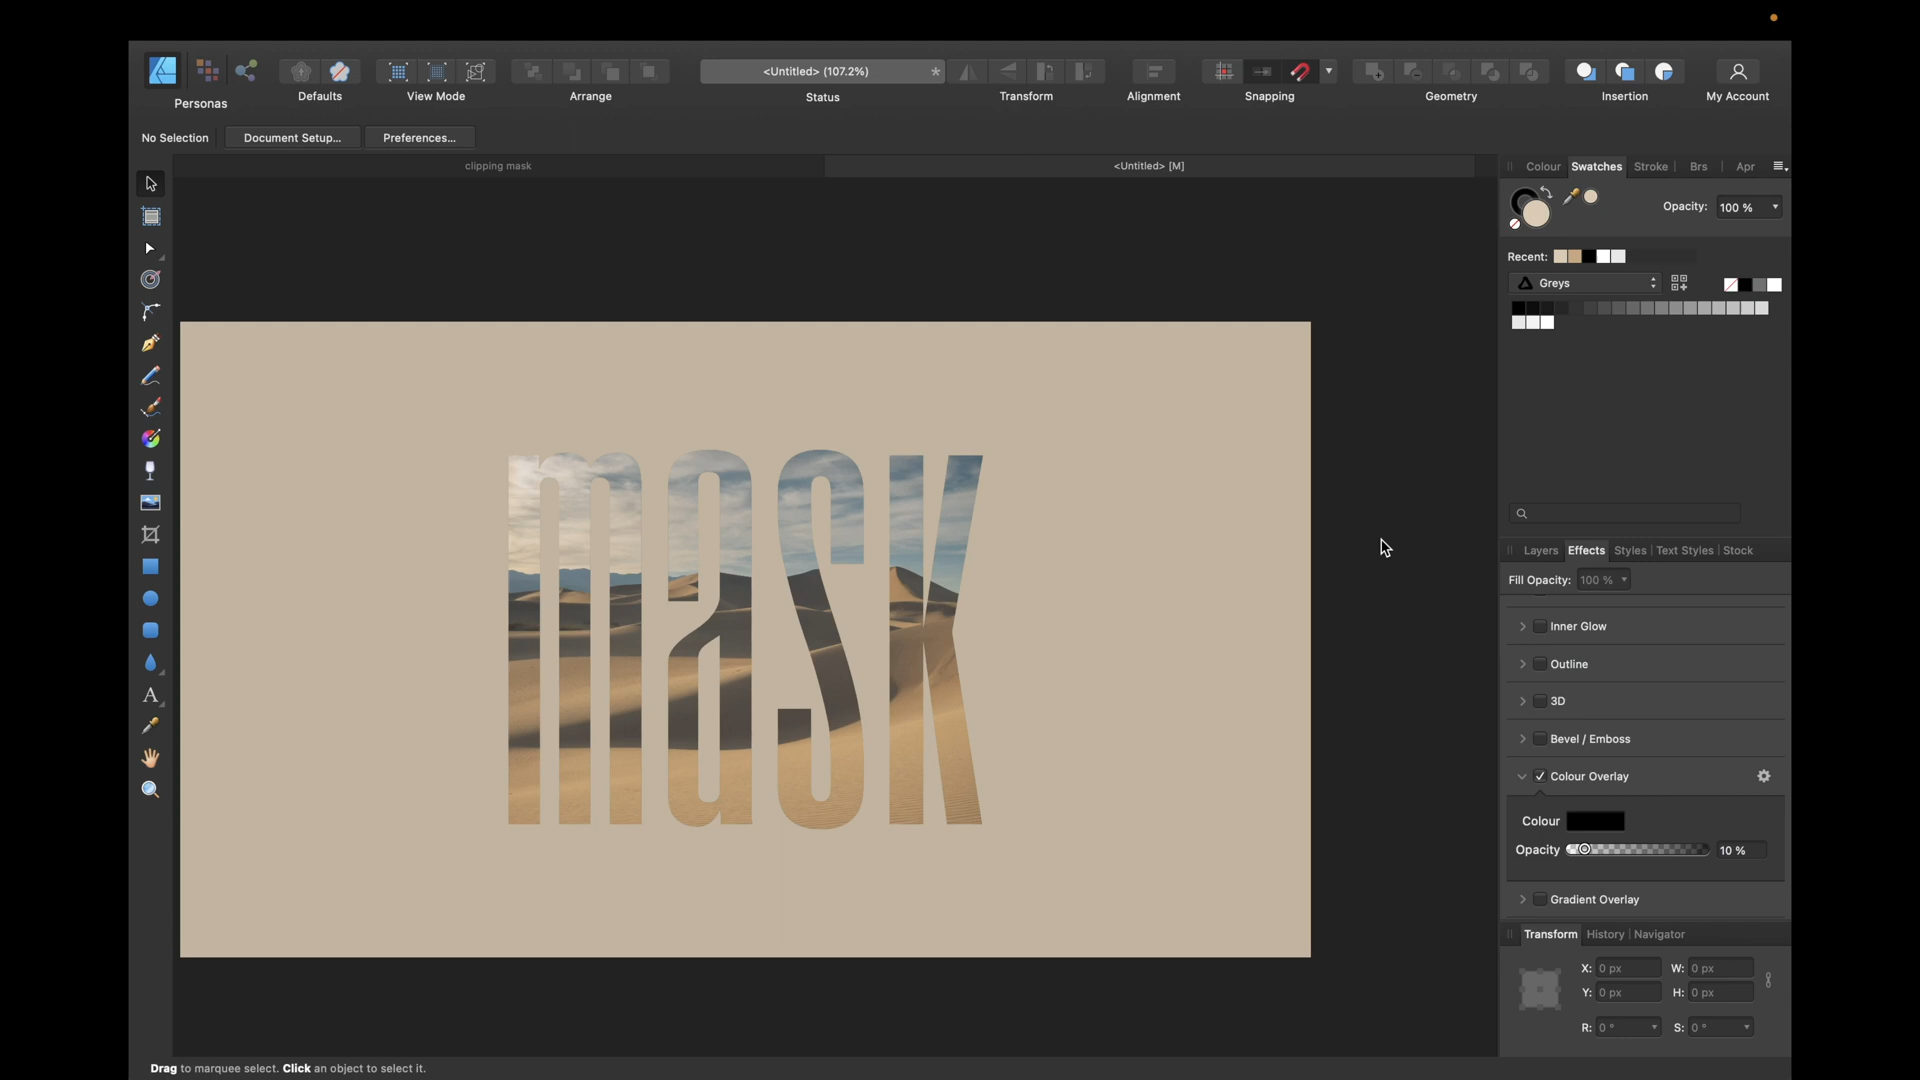 <Untitled> (107.2%) *
Personas
Defaults
View Mode
Arrange
Status
Transform
Alignment
Snapping
Geometry
Insertion
My Account
No Selection
Document Setup...
Preferences...
clipping mask
<Untitled> [M]
Colour Swatches Stroke Brs Apr
Opacity: 100 %
Recent:
Greys
mask
Layers Effects Styles Text Styles Stock
Fill Opacity: 100 %
Inner Glow
Outline
3D
Bevel / Emboss
Colour Overlay
Colour
Opacity 10 %
Gradient Overlay
Transform History Navigator
X: 0 px W: 0 px
Y: 0 px H: 0 px
R: 0 ° S: 0 °
Drag to marquee select. Click an object to select it.